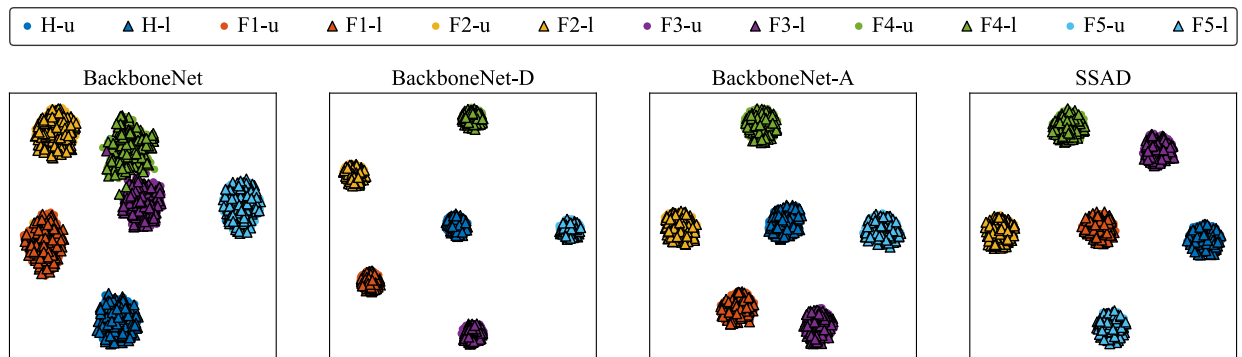 H-u H-l F1-u F1-l F2-u F2-l F3-u F3-l F4-u F4-l F5-u F5-l
BackboneNet BackboneNet-D BackboneNet-A SSAD